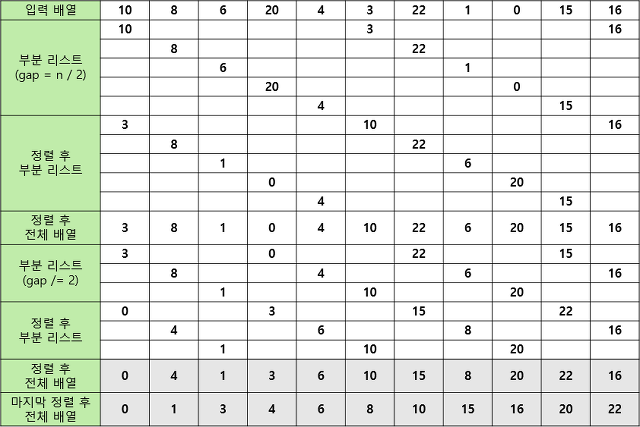 입력 배열 10 8 6 20 4 3 22 1 0 15 16
부분 리스트
(gap = n / 2)
10 3 16
8 22
6 1
20 0
4 15
정렬 후
부분 리스트
3 10 16
8 22
1 6
0 20
4 15
정렬 후
전체 배열
3 8 1 0 4 10 22 6 20 15 16
부분 리스트
(gap /= 2)
3 0 22 15
8 4 6 16
1 10 20
정렬 후
부분 리스트
0 3 15 22
4 6 8 16
1 10 20
정렬 후
전체 배열
0 4 1 3 6 10 15 8 20 22 16
마지막 정렬 후
전체 배열
0 1 3 4 6 8 10 15 16 20 22